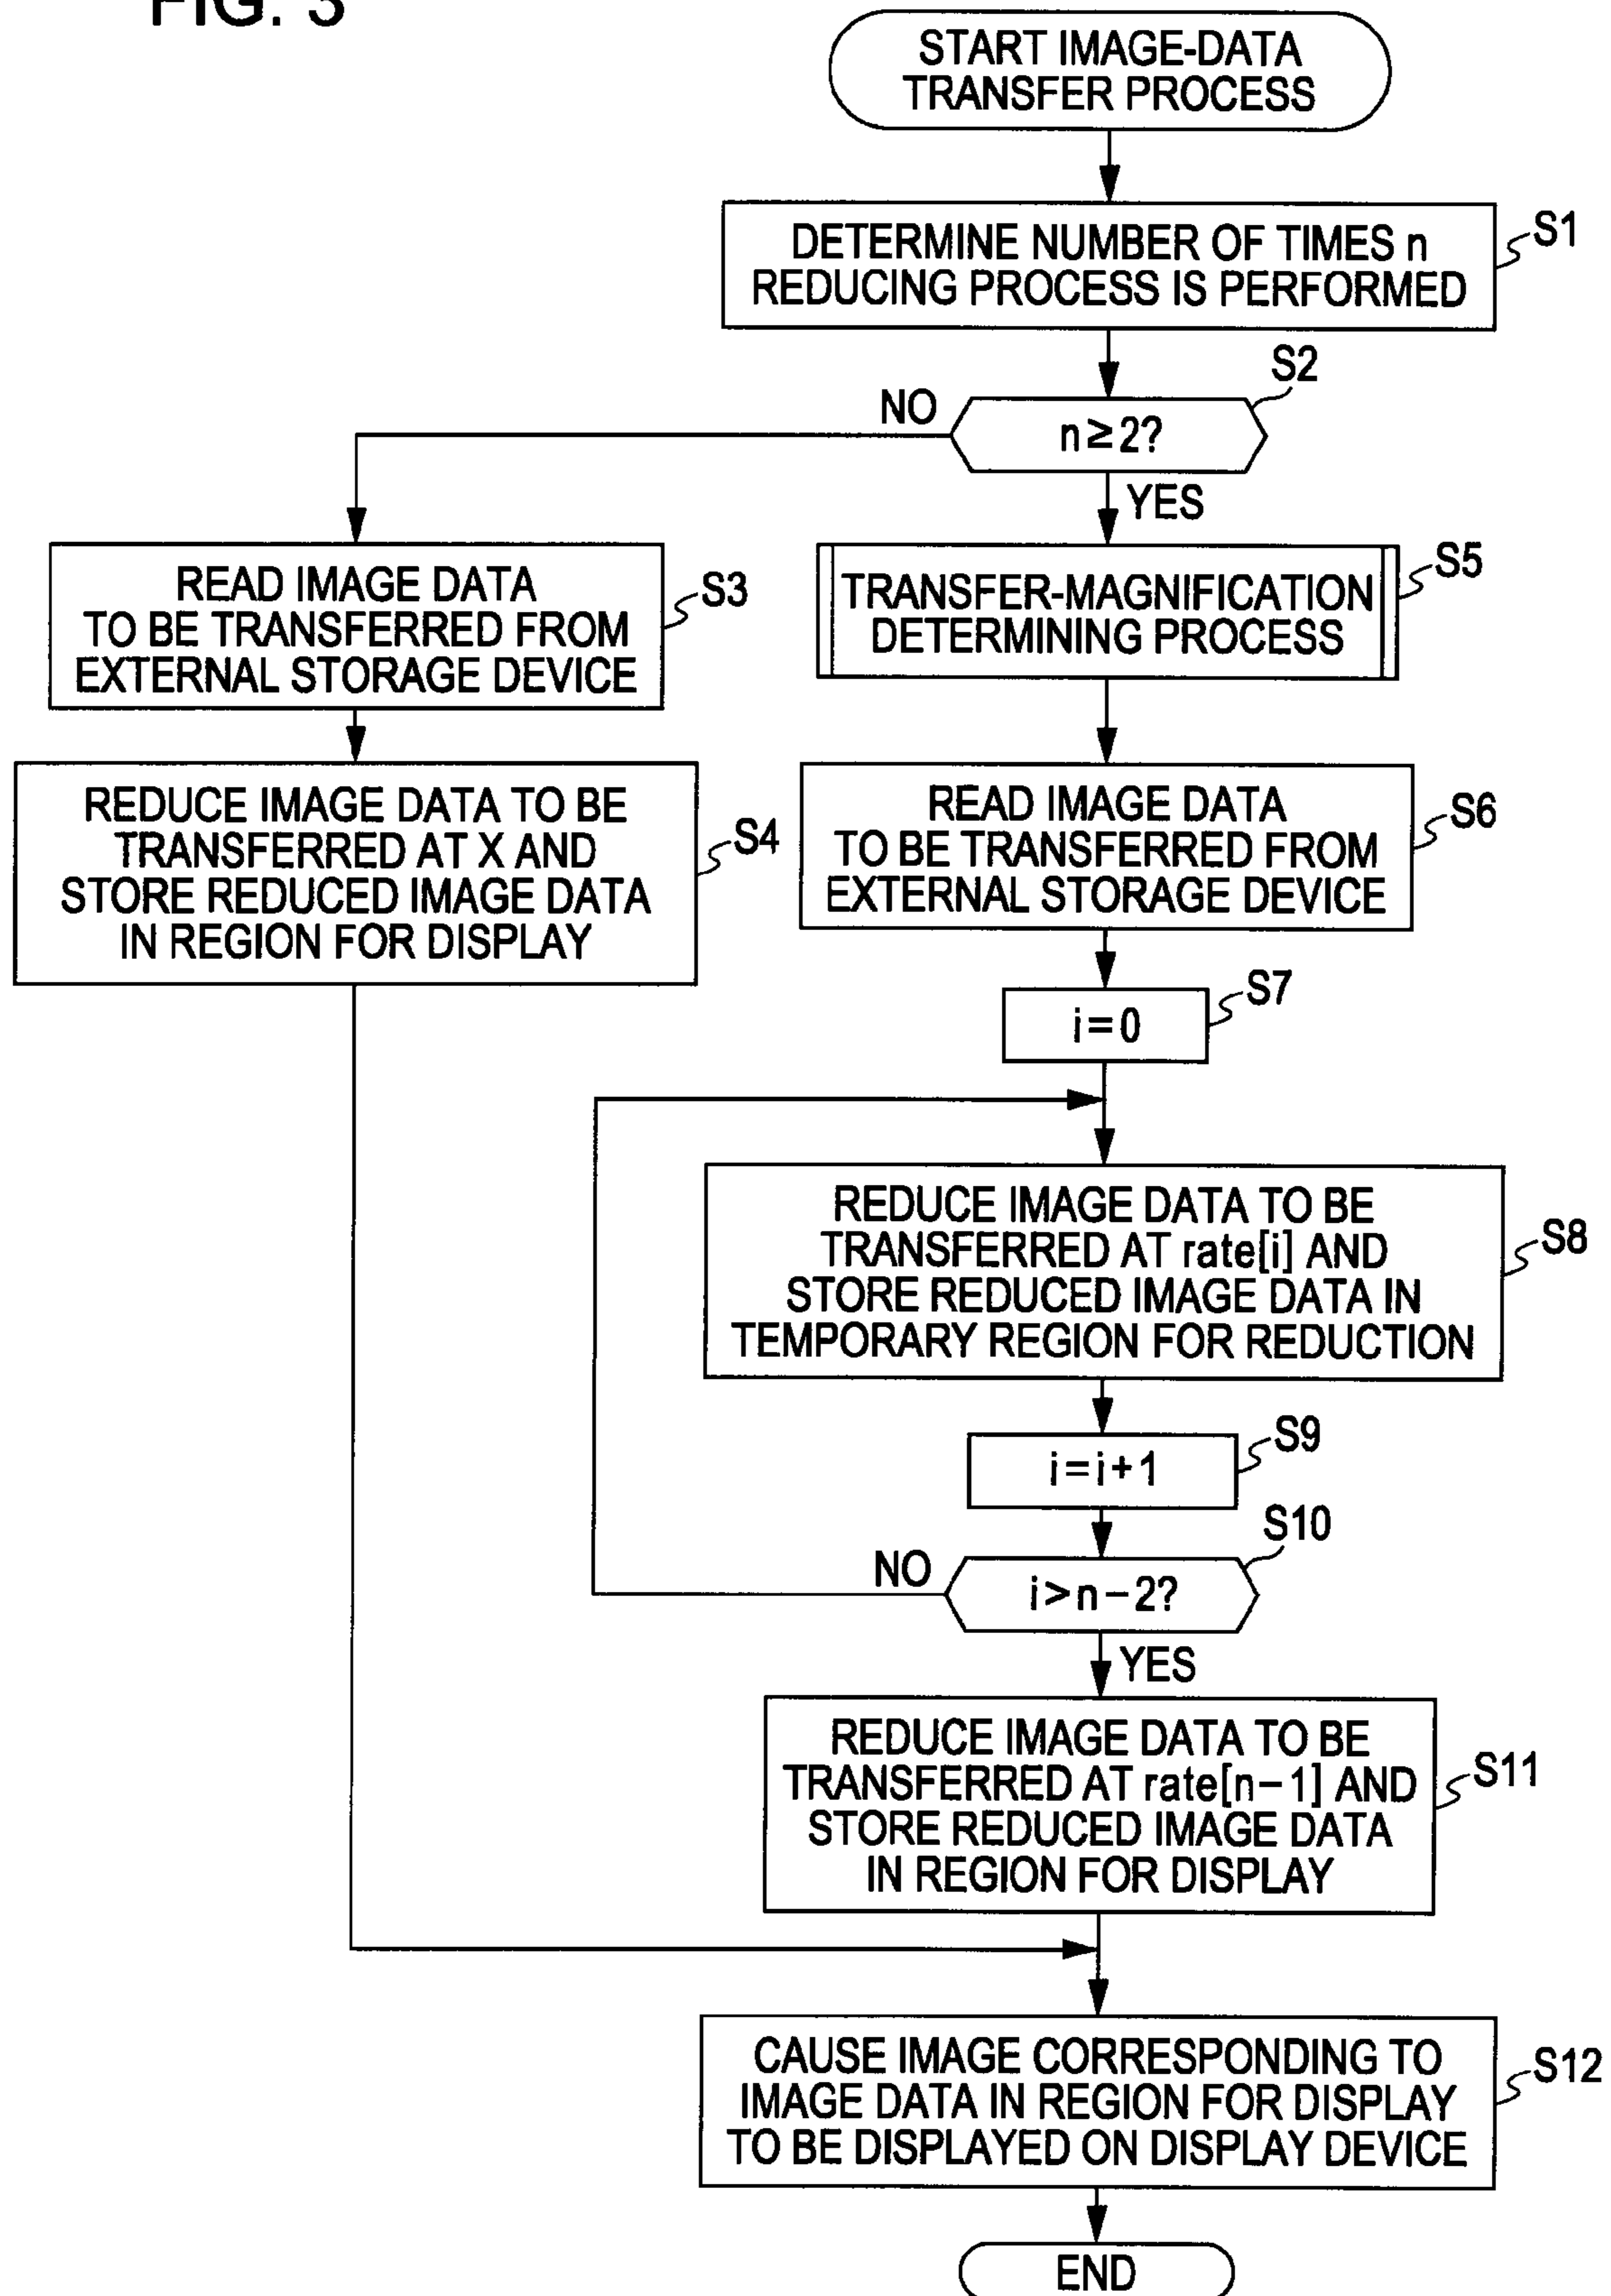 FIG. 3
START IMAGE-DATA
TRANSFER PROCESS
DETERMINE NUMBER OF TIMES n
REDUCING PROCESS IS PERFORMED
S1
S2
n≥2?
NO
YES
READ IMAGE DATA
TO BE TRANSFERRED FROM
EXTERNAL STORAGE DEVICE
S3
REDUCE IMAGE DATA TO BE
TRANSFERRED AT X AND
STORE REDUCED IMAGE DATA
IN REGION FOR DISPLAY
S4
TRANSFER-MAGNIFICATION
DETERMINING PROCESS
S5
READ IMAGE DATA
TO BE TRANSFERRED FROM
EXTERNAL STORAGE DEVICE
S6
i=0
S7
REDUCE IMAGE DATA TO BE
TRANSFERRED AT rate[i] AND
STORE REDUCED IMAGE DATA IN
TEMPORARY REGION FOR REDUCTION
S8
i=i+1
S9
S10
i>n-2?
NO
YES
REDUCE IMAGE DATA TO BE
TRANSFERRED AT rate[n-1] AND
STORE REDUCED IMAGE DATA
IN REGION FOR DISPLAY
S11
CAUSE IMAGE CORRESPONDING TO
IMAGE DATA IN REGION FOR DISPLAY
TO BE DISPLAYED ON DISPLAY DEVICE
S12
END